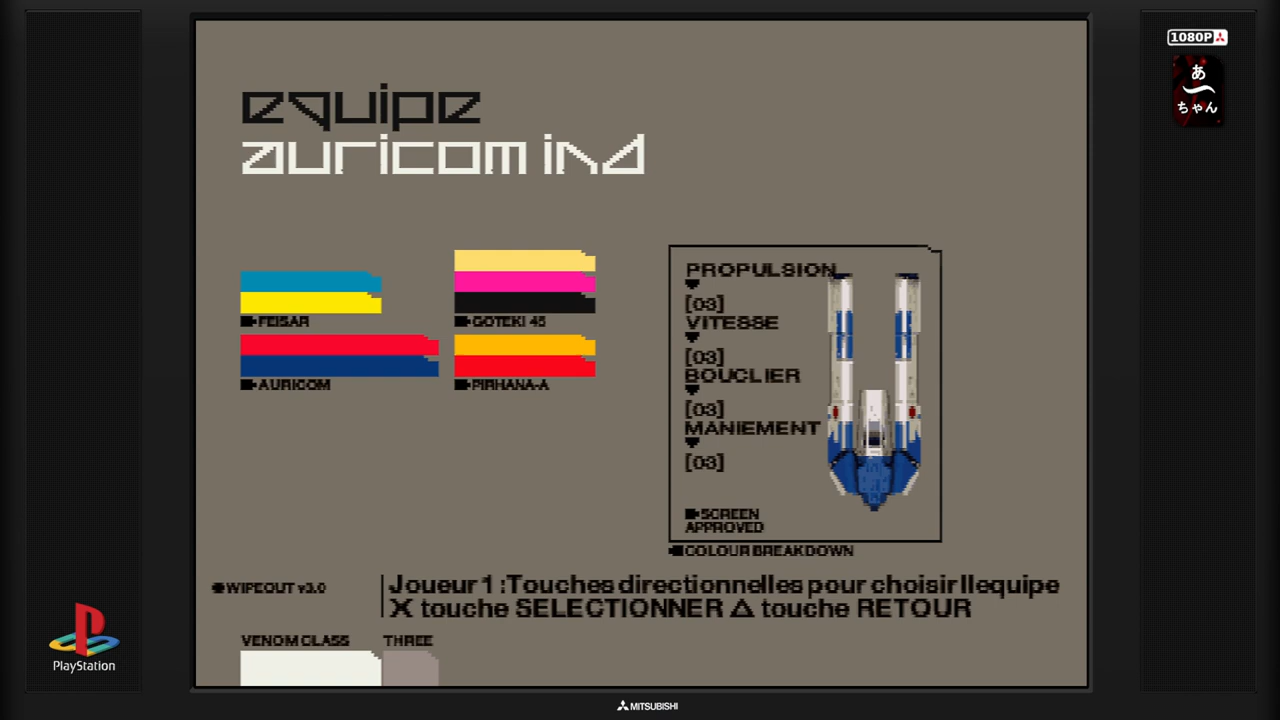 equipe
auricom ind
FEISAR
GOTEKI 45
AURICOM
PIRHANA-A
PROPULSION
[03]
VITESSE
[03]
BOUCLIER
[03]
MANIEMENT
[03]
SCREEN
APPROVED
COLOUR BREAKDOWN
WIPEOUT v3.0
Joueur 1 :Touches directionnelles pour choisir llequipe
X touche SELECTIONNER △ touche RETOUR
VENOM CLASS
THREE
1080P
あーちゃん
PlayStation
MITSUBISHI